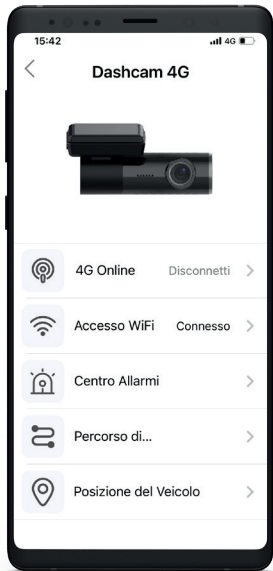 15:42 4G
Dashcam 4G
4G Online Disconnetti
Accesso WiFi Connesso
Centro Allarmi
Percorso di...
Posizione del Veicolo